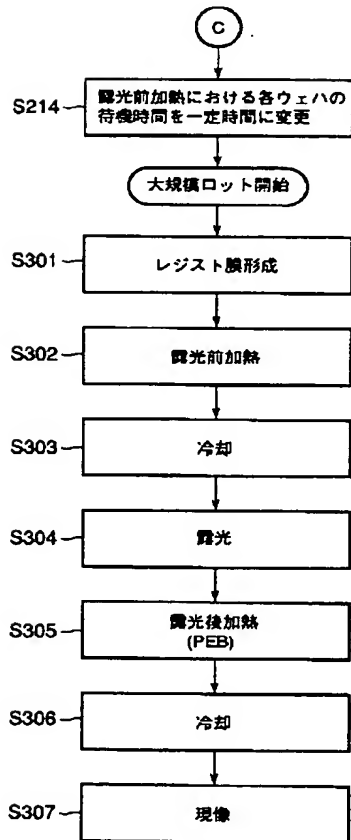 C
S214
露光前加熱における各ウェハの
待機時間を一定時間に変更
大規模ロット開始
S301
レジスト膜形成
S302
露光前加熱
S303
冷却
S304
露光
S305
露光後加熱
(PEB)
S306
冷却
S307
現像